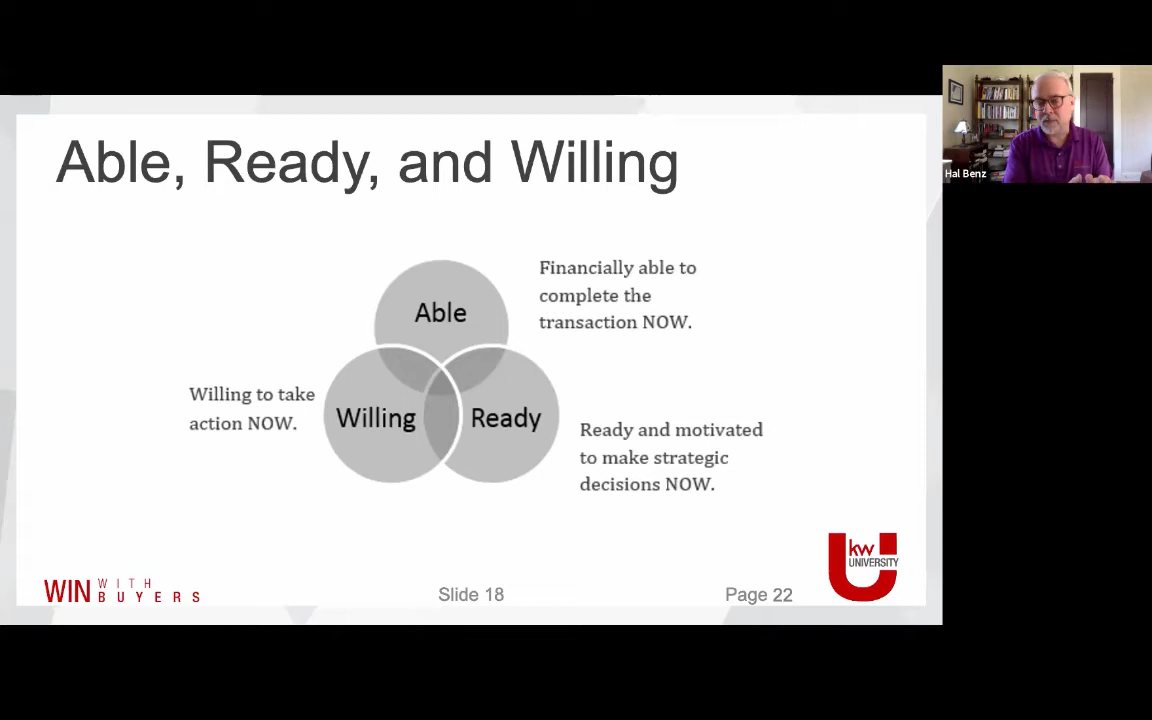 Able, Ready, and Willing
Hal Benz
Able
Financially able to
complete the
transaction NOW.
Willing to take
action NOW.
Willing
Ready
Ready and motivated
to make strategic
decisions NOW.
WIN WITH
BUYERS
Slide 18
Page 22
kw
UNIVERSITY